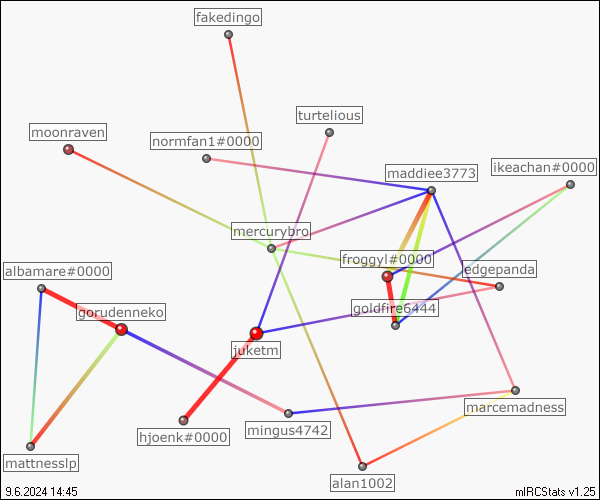 fakedingo
turtelious
moonraven
normfan1#0000
ikeachan#0000
maddiee3773
mercurybro
froggyl#0000
albamare#0000
edgepanda
gorudenneko
goldfire6444
juketm
marcemadness
hjoenk#0000
mingus4742
mattnesslp
alan1002
9.6.2024 14:45
mIRCStats v1.25